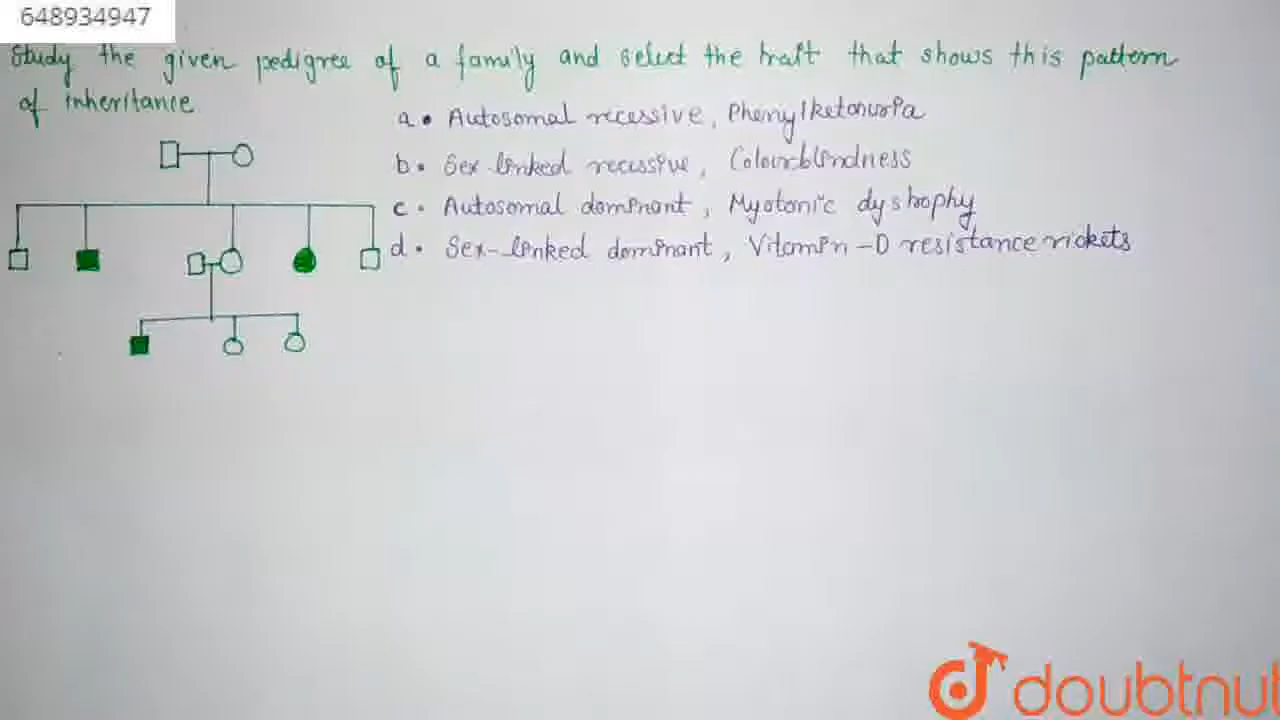 648934947
Study the given pedigree of a family and select the trait that shows this pattern
of inheritance
a. Autosomal recessive, Phenylketonuria
b. Sex-linked recessive, Colourblindness
c. Autosomal dominant, Myotonic dystrophy
d. Sex-linked dominant, Vitamin-D resistance rickets
doubtnut